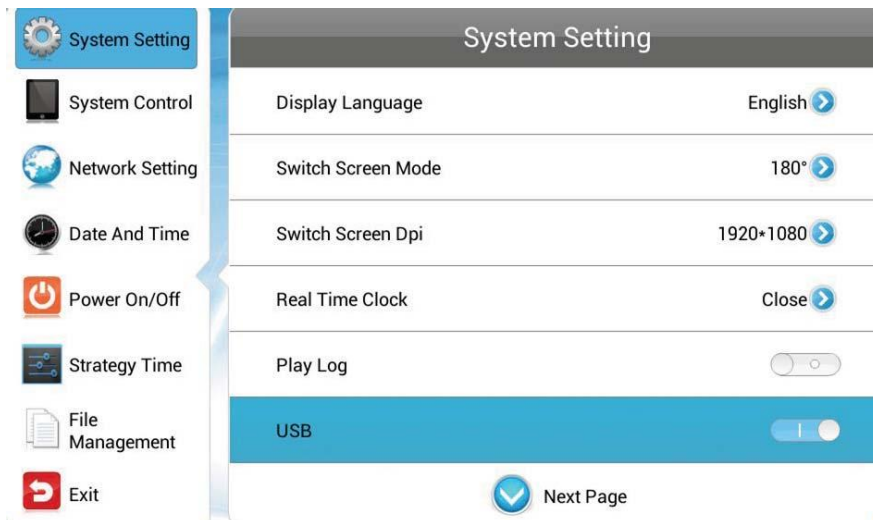 System Setting
System Control
Network Setting
Date And Time
Power On/Off
Strategy Time
File
Management
Exit
System Setting
Display Language English
Switch Screen Mode 180°
Switch Screen Dpi 1920*1080
Real Time Clock Close
Play Log
USB
Next Page